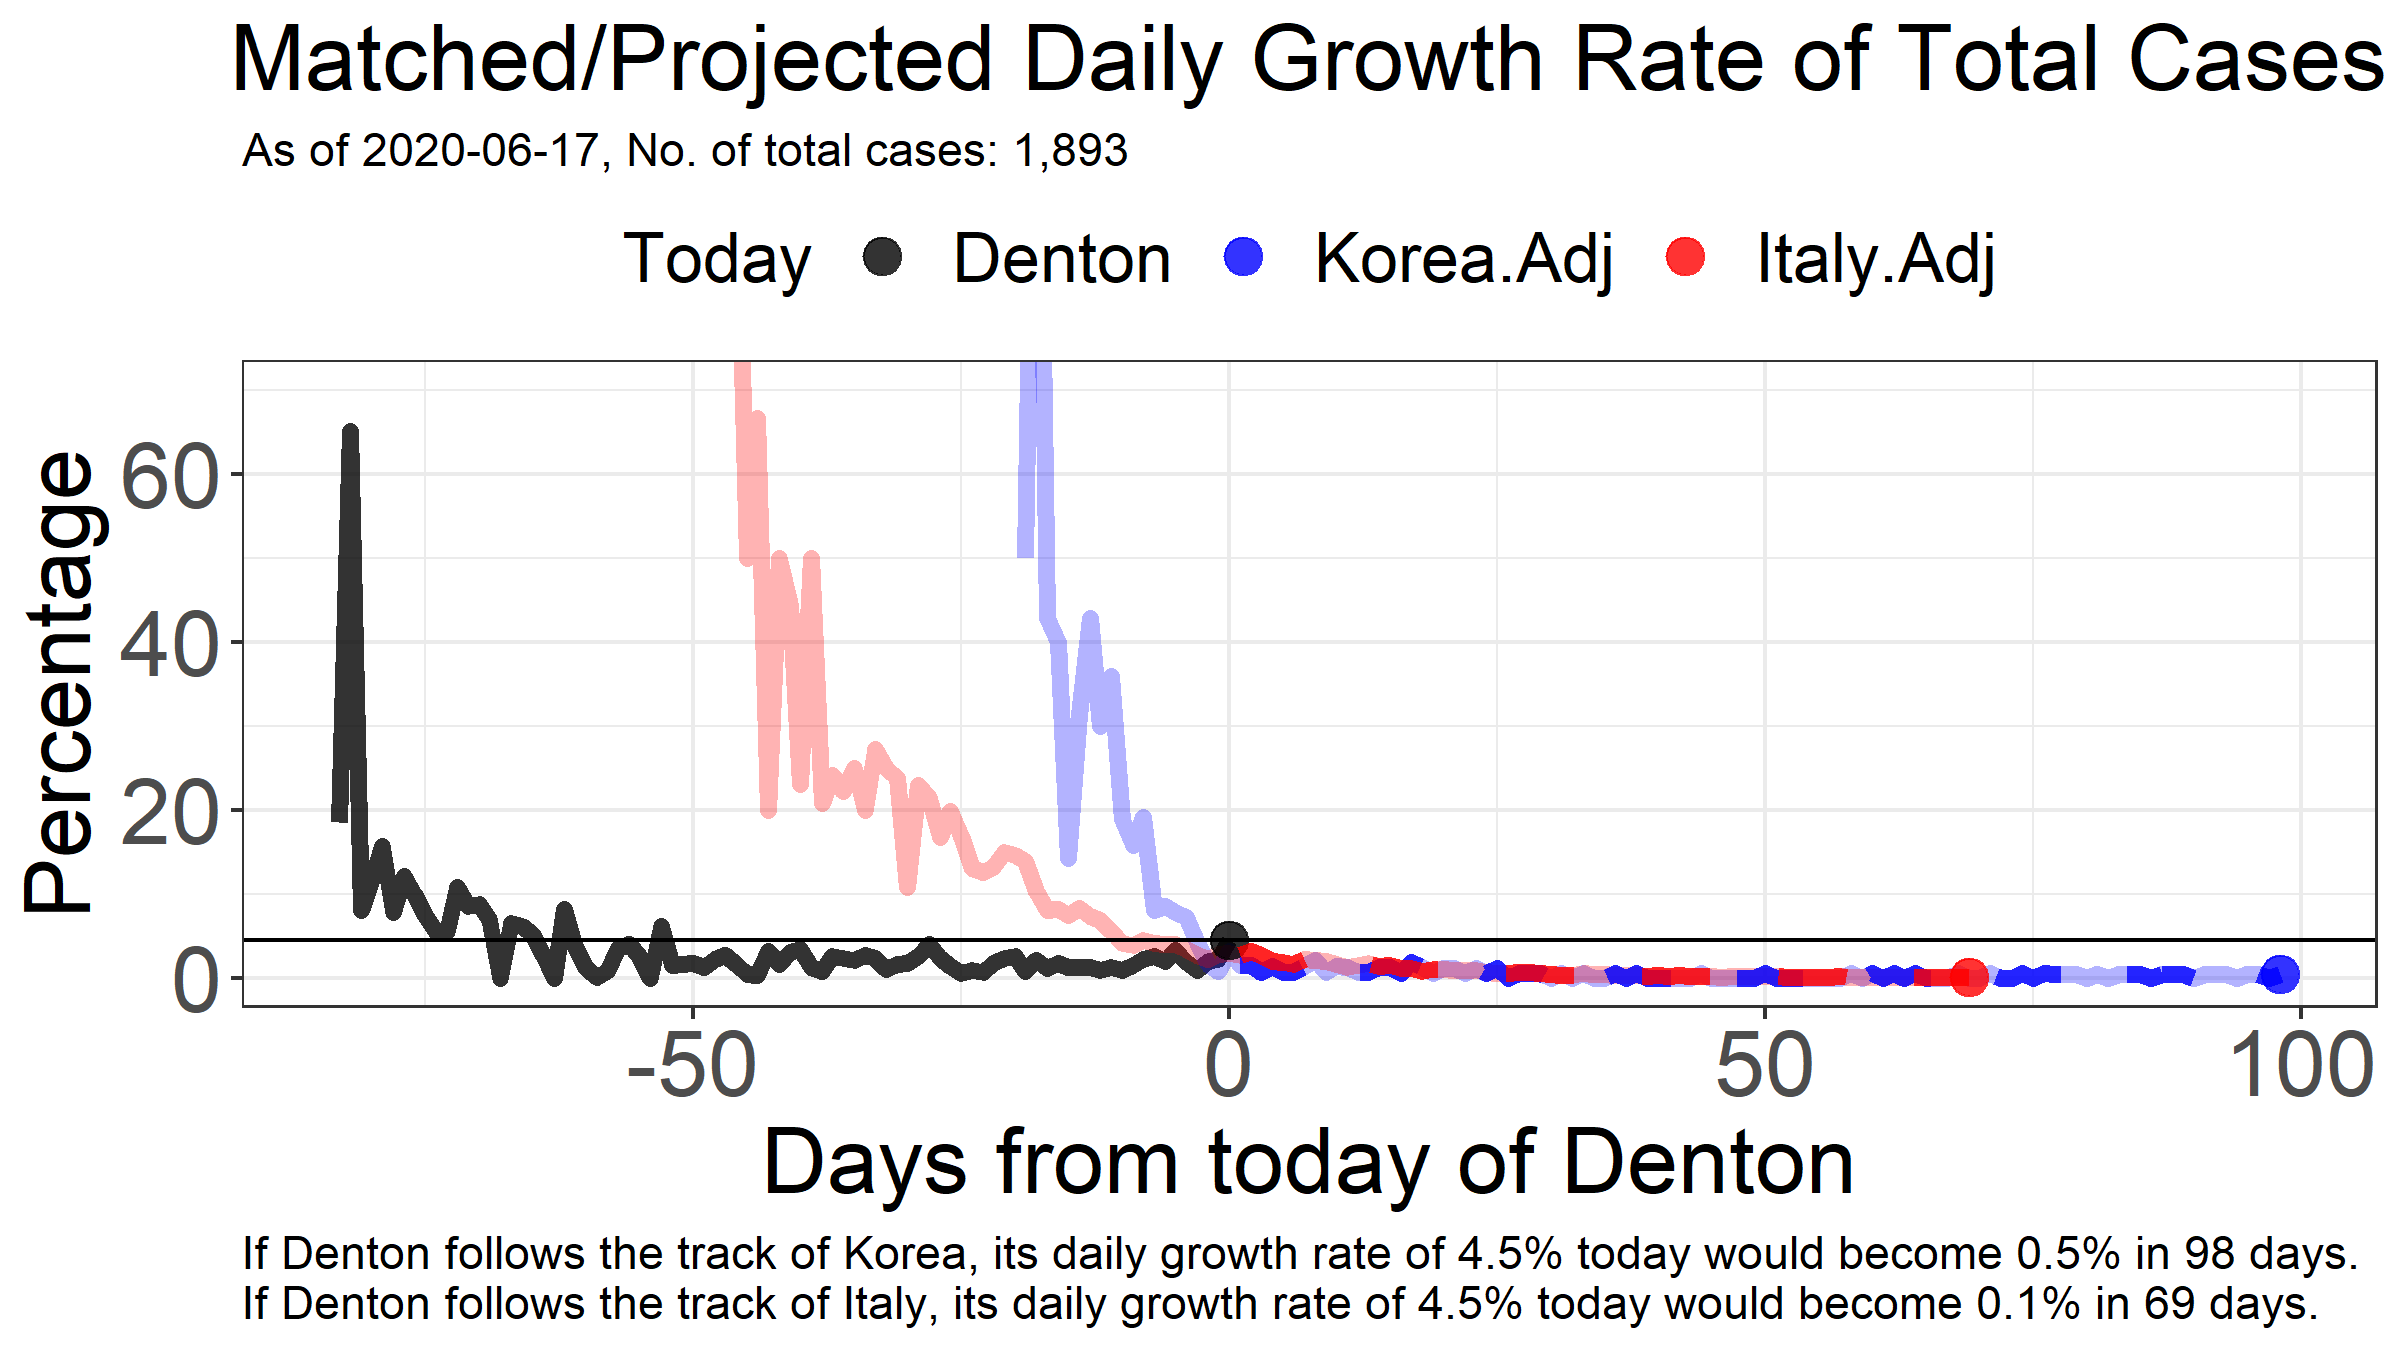 Matched/Projected Daily Growth Rate of Total Cases
As of 2020-06-17, No. of total cases: 1,893
Today Denton Korea.Adj Italy.Adj
Percentage
60
40
20
0
-50 0 50 100
Days from today of Denton
If Denton follows the track of Korea, its daily growth rate of 4.5% today would become 0.5% in 98 days.
If Denton follows the track of Italy, its daily growth rate of 4.5% today would become 0.1% in 69 days.